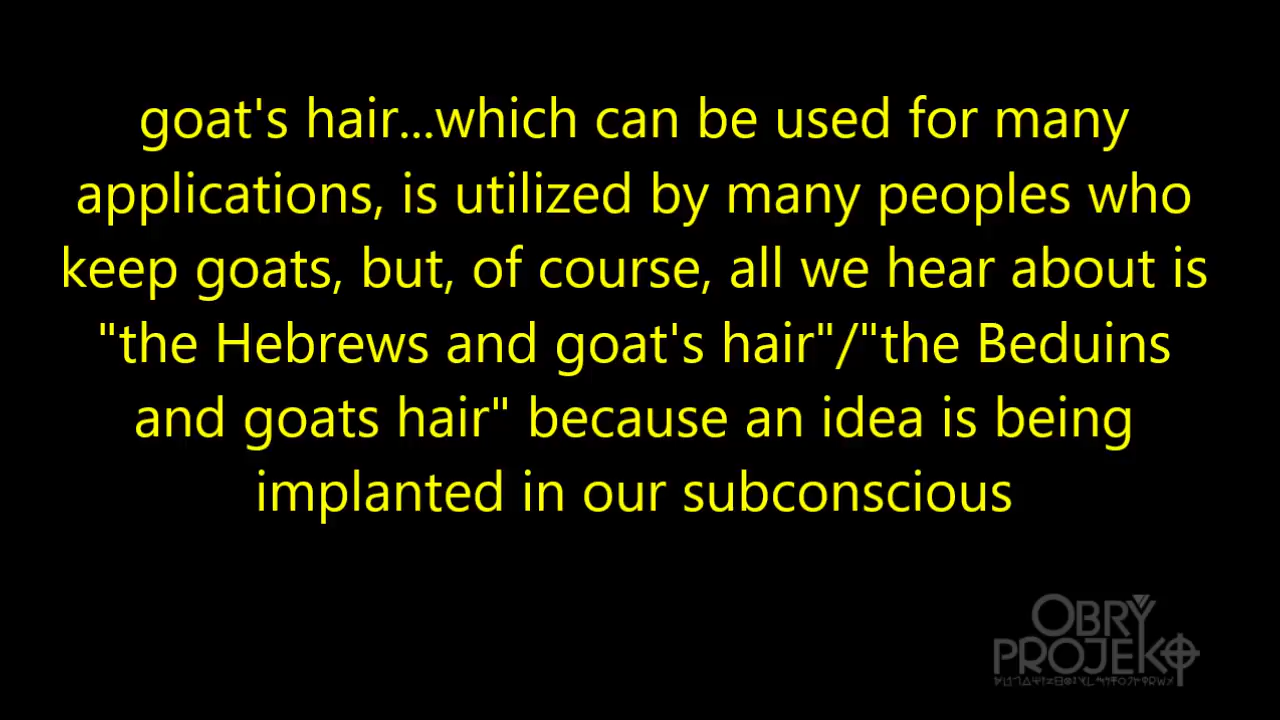 goat's hair...which can be used for many
applications, is utilized by many peoples who
keep goats, but, of course, all we hear about is
"the Hebrews and goat's hair"/"the Beduins
and goats hair" because an idea is being
implanted in our subconscious
OBRY
PROJEKT